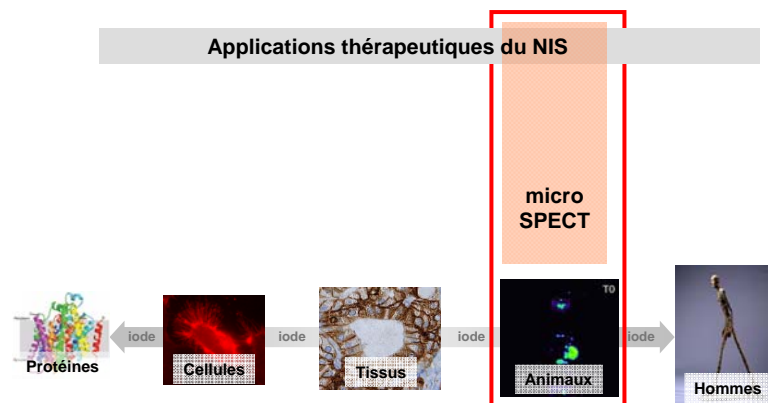 Applications thérapeutiques du NIS
micro
SPECT
T0
iode
iode
iode
iode
Protéines
Cellules
Tissus
Animaux
Hommes